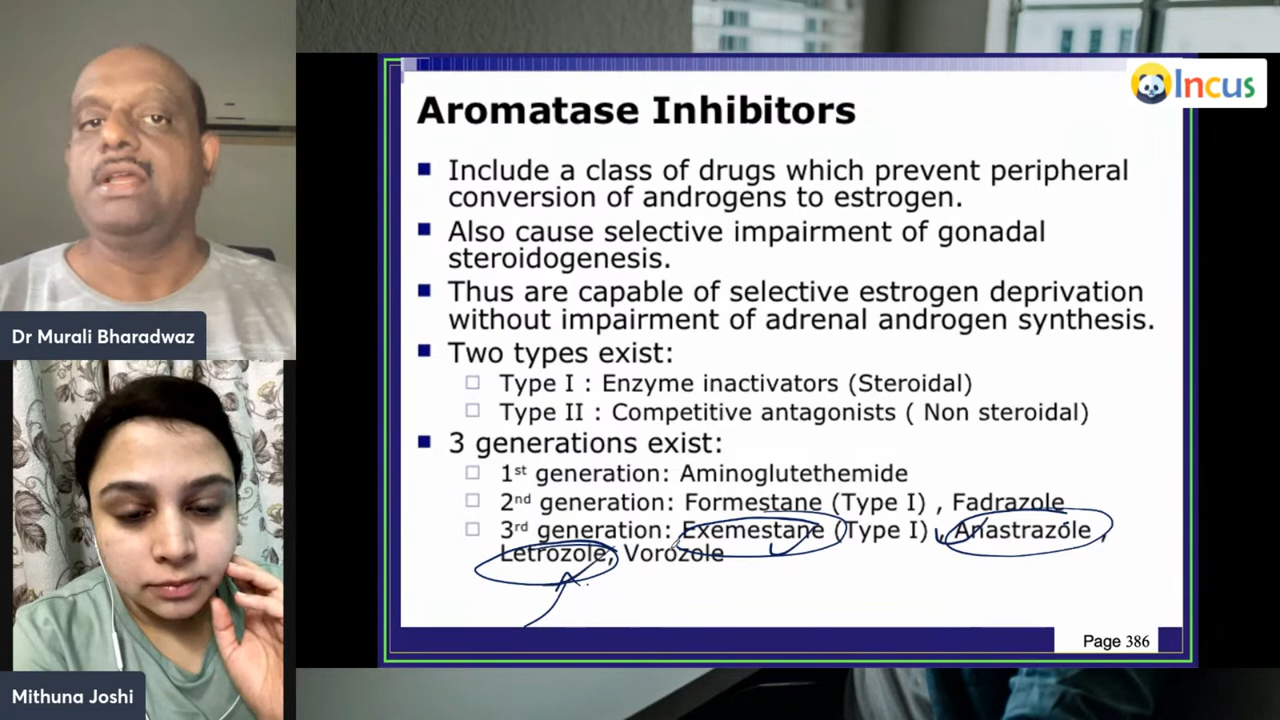 Incus
Aromatase Inhibitors
Include a class of drugs which prevent peripheral
conversion of androgens to estrogen.
Also cause selective impairment of gonadal
steroidogenesis.
Thus are capable of selective estrogen deprivation
without impairment of adrenal androgen synthesis.
Two types exist:
Type I : Enzyme inactivators (Steroidal)
Type II : Competitive antagonists ( Non steroidal)
3 generations exist:
1st generation: Aminoglutethemide
2nd generation: Formestane (Type I) , Fadrazole
3rd generation: Exemestane (Type I) , Anastrazole ,
Letrozole, Vorozole
Page 386
Dr Murali Bharadwaz
Mithuna Joshi